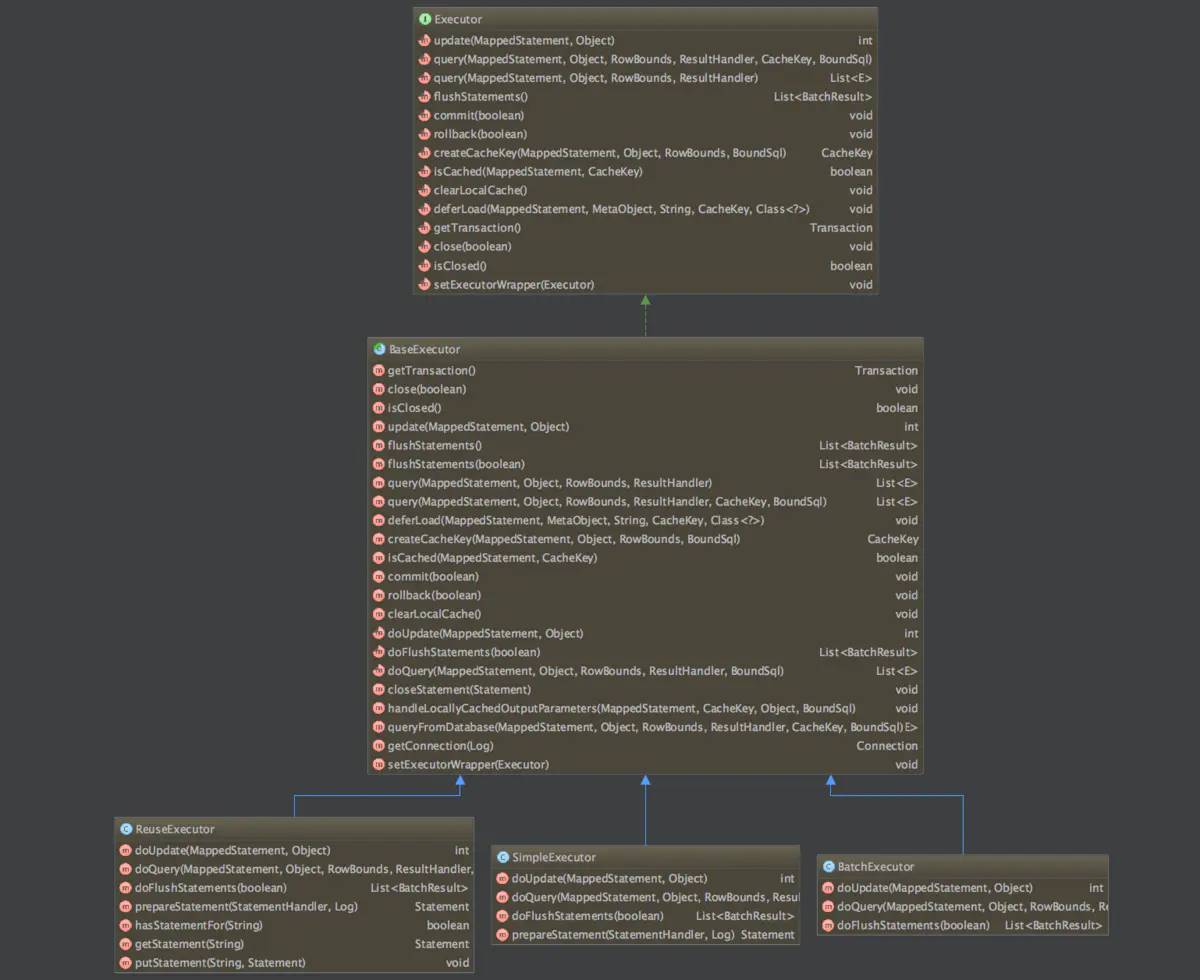 Executor
update(MappedStatement, Object) int
query(MappedStatement, Object, RowBounds, ResultHandler, CacheKey, BoundSql)
query(MappedStatement, Object, RowBounds, ResultHandler) List<E>
flushStatements() List<BatchResult>
commit(boolean) void
rollback(boolean) void
createCacheKey(MappedStatement, Object, RowBounds, BoundSql) CacheKey
isCached(MappedStatement, CacheKey) boolean
clearLocalCache() void
deferLoad(MappedStatement, MetaObject, String, CacheKey, Class<?>) void
getTransaction() Transaction
close(boolean) void
isClosed() boolean
setExecutorWrapper(Executor) void
BaseExecutor
getTransaction() Transaction
close(boolean) void
isClosed() boolean
update(MappedStatement, Object) int
flushStatements() List<BatchResult>
flushStatements(boolean) List<BatchResult>
query(MappedStatement, Object, RowBounds, ResultHandler) List<E>
query(MappedStatement, Object, RowBounds, ResultHandler, CacheKey, BoundSql) List<E>
deferLoad(MappedStatement, MetaObject, String, CacheKey, Class<?>) void
createCacheKey(MappedStatement, Object, RowBounds, BoundSql) CacheKey
isCached(MappedStatement, CacheKey) boolean
commit(boolean) void
rollback(boolean) void
clearLocalCache() void
doUpdate(MappedStatement, Object) int
doFlushStatements(boolean) List<BatchResult>
doQuery(MappedStatement, Object, RowBounds, ResultHandler, BoundSql) List<E>
closeStatement(Statement) void
handleLocallyCachedOutputParameters(MappedStatement, CacheKey, Object, BoundSql) void
queryFromDatabase(MappedStatement, Object, RowBounds, ResultHandler, CacheKey, BoundSql)E>
getConnection(Log) Connection
setExecutorWrapper(Executor) void
ReuseExecutor
doUpdate(MappedStatement, Object) int
doQuery(MappedStatement, Object, RowBounds, ResultHandler,
doFlushStatements(boolean) List<BatchResult>
prepareStatement(StatementHandler, Log) Statement
hasStatementFor(String) boolean
getStatement(String) Statement
putStatement(String, Statement) void
SimpleExecutor
doUpdate(MappedStatement, Object) int
doQuery(MappedStatement, Object, RowBounds, Resul
doFlushStatements(boolean) List<BatchResult>
prepareStatement(StatementHandler, Log) Statement
BatchExecutor
doUpdate(MappedStatement, Object) int
doQuery(MappedStatement, Object, RowBounds, Re
doFlushStatements(boolean) List<BatchResult>